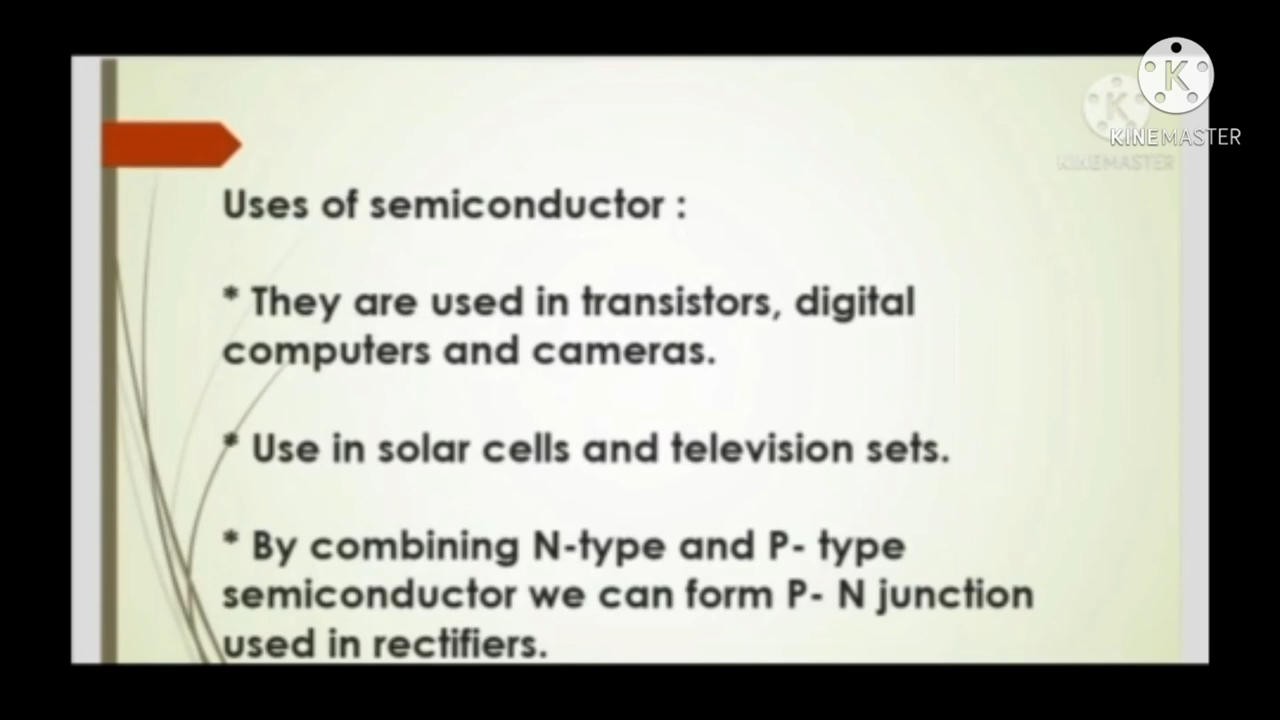 K
KINEMASTER
K
KINEMASTER
Uses of semiconductor :
* They are used in transistors, digital
computers and cameras.
* Use in solar cells and television sets.
* By combining N-type and P- type
semiconductor we can form P- N junction
used in rectifiers.